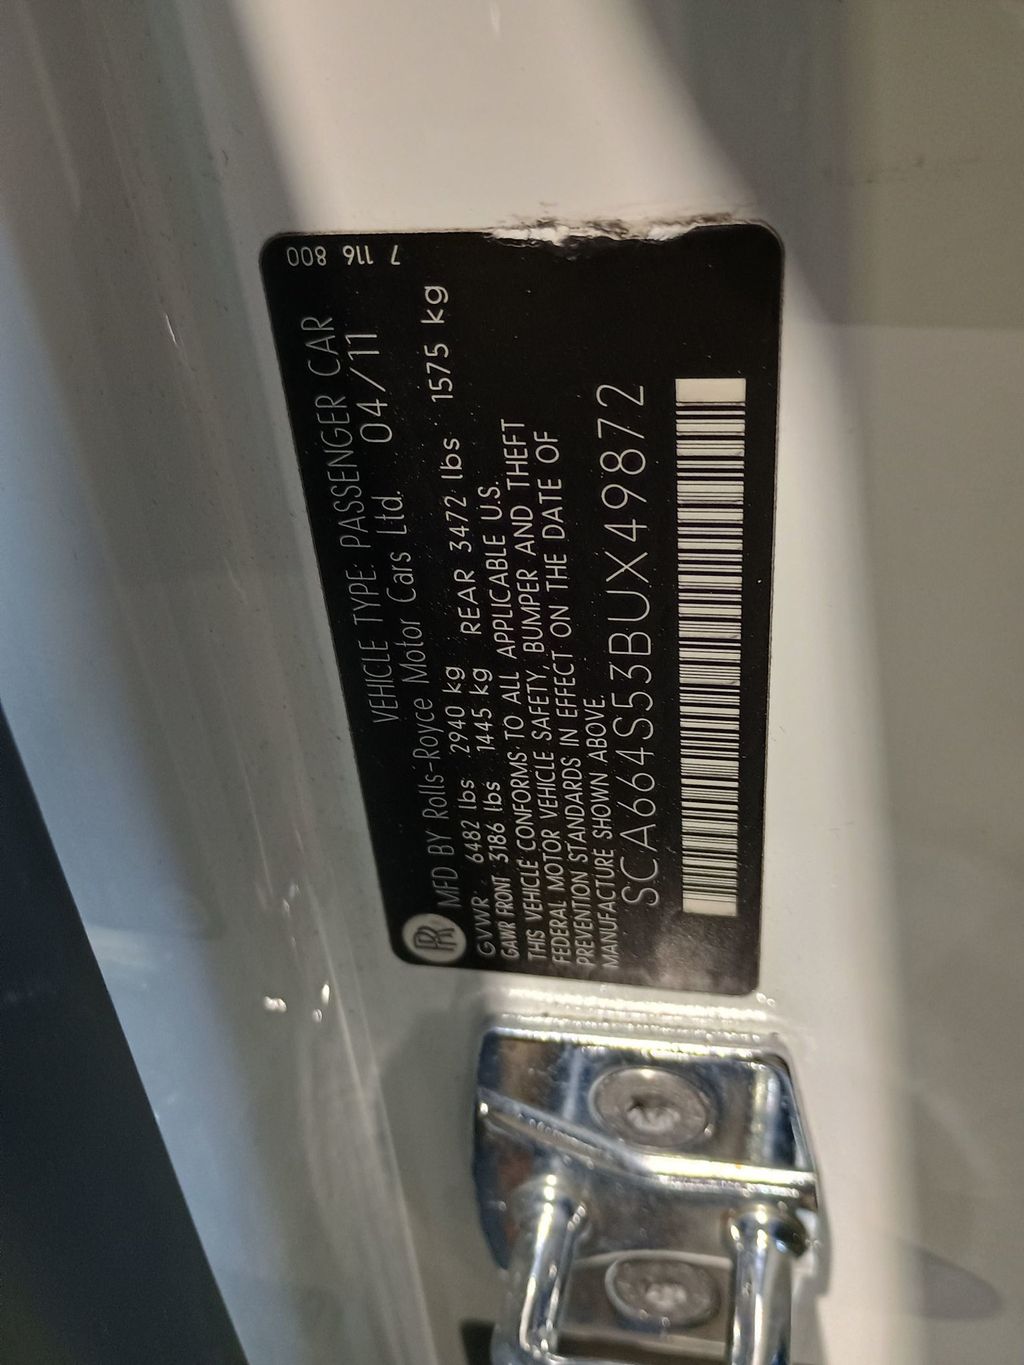 7 116 800
VEHICLE TYPE: PASSENGER CAR
RR MFD BY Rolls-Royce Motor Cars Ltd. 04/11
GVWR 6482 lbs 2940 kg
GAWR FRONT 3186 lbs 1445 kg REAR 3472 lbs 1575 kg
THIS VEHICLE CONFORMS TO ALL APPLICABLE U.S.
FEDERAL MOTOR VEHICLE SAFETY, BUMPER AND THEFT
PREVENTION STANDARDS IN EFFECT ON THE DATE OF
MANUFACTURE SHOWN ABOVE.
SCA664S53BUX49872